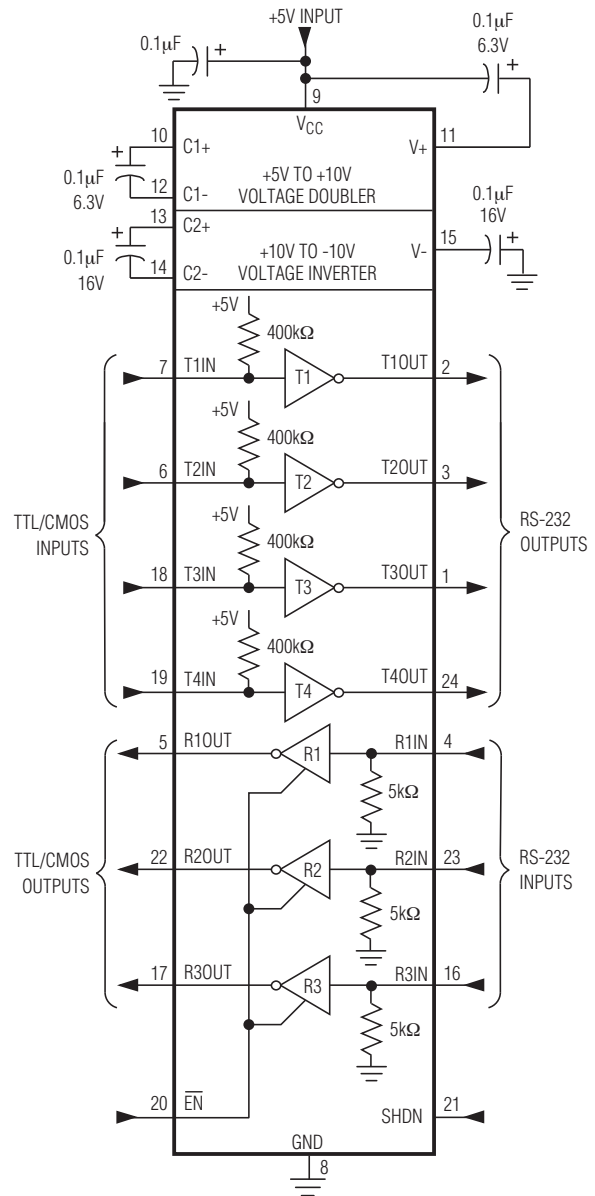 +5V INPUT
0.1µF
0.1µF
6.3V
9
VCC
10
C1+
V+
11
0.1µF
6.3V
+5V TO +10V
VOLTAGE DOUBLER
12
C1-
13
C2+
0.1µF
16V
+10V TO -10V
VOLTAGE INVERTER
V-
15
0.1µF
16V
14
C2-
+5V
400kΩ
7
T1IN
T1
T1OUT
2
+5V
400kΩ
6
T2IN
T2
T2OUT
3
TTL/CMOS
INPUTS
RS-232
OUTPUTS
+5V
400kΩ
18
T3IN
T3
T3OUT
1
+5V
400kΩ
19
T4IN
T4
T4OUT
24
5
R1OUT
R1
R1IN
4
5kΩ
TTL/CMOS
OUTPUTS
22
R2OUT
R2
R2IN
23
RS-232
INPUTS
5kΩ
17
R3OUT
R3
R3IN
16
5kΩ
20
EN
SHDN
21
GND
8